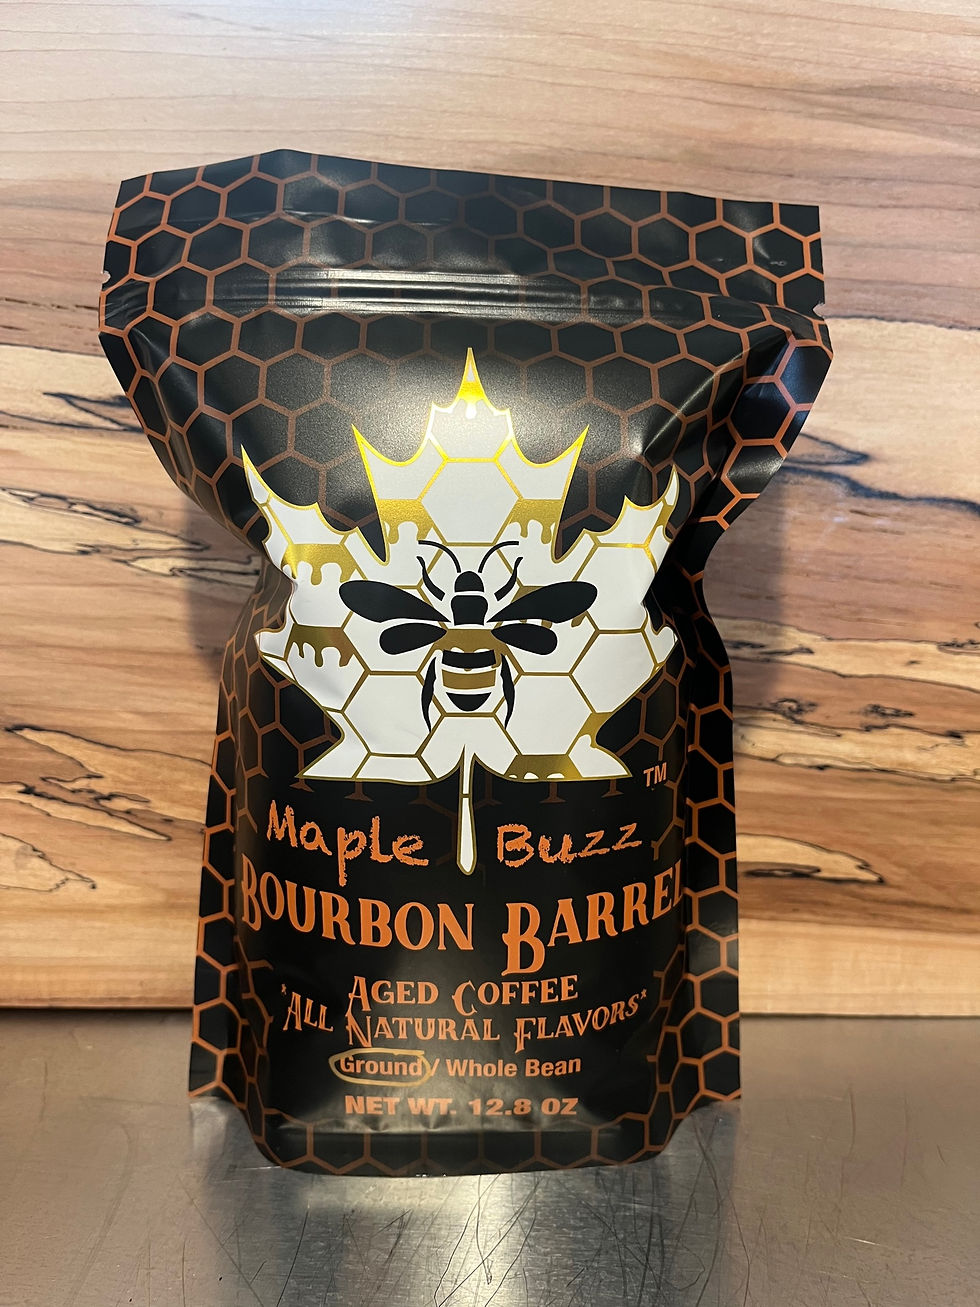 TM
Maple Buzz
BOURBON BARREL
AGED COFFEE
*ALL NATURAL FLAVORS*
Ground / Whole Bean
NET WT. 12.8 OZ